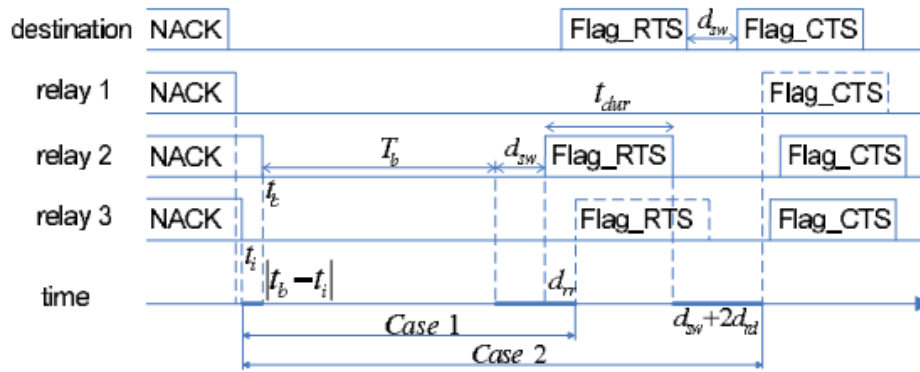 destination NACK Flag_RTS d_sw Flag_CTS
relay 1 NACK t_dur Flag_CTS
relay 2 NACK T_b d_sw Flag_RTS Flag_CTS
t_b
relay 3 NACK Flag_RTS Flag_CTS
t_i
time |t_b − t_i| d_rr d_sw+2d_rd
Case 1
Case 2